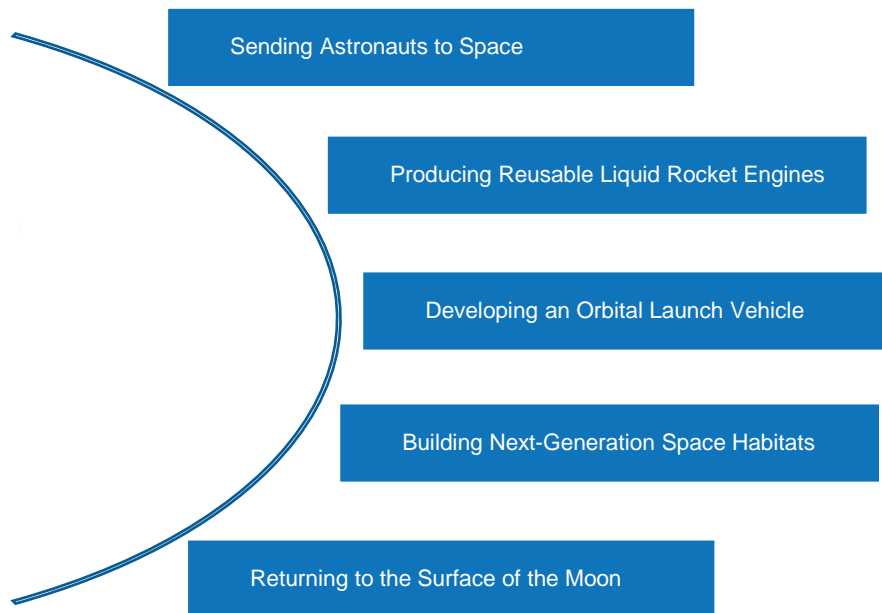 Sending Astronauts to Space
Producing Reusable Liquid Rocket Engines
Developing an Orbital Launch Vehicle
Building Next-Generation Space Habitats
Returning to the Surface of the Moon